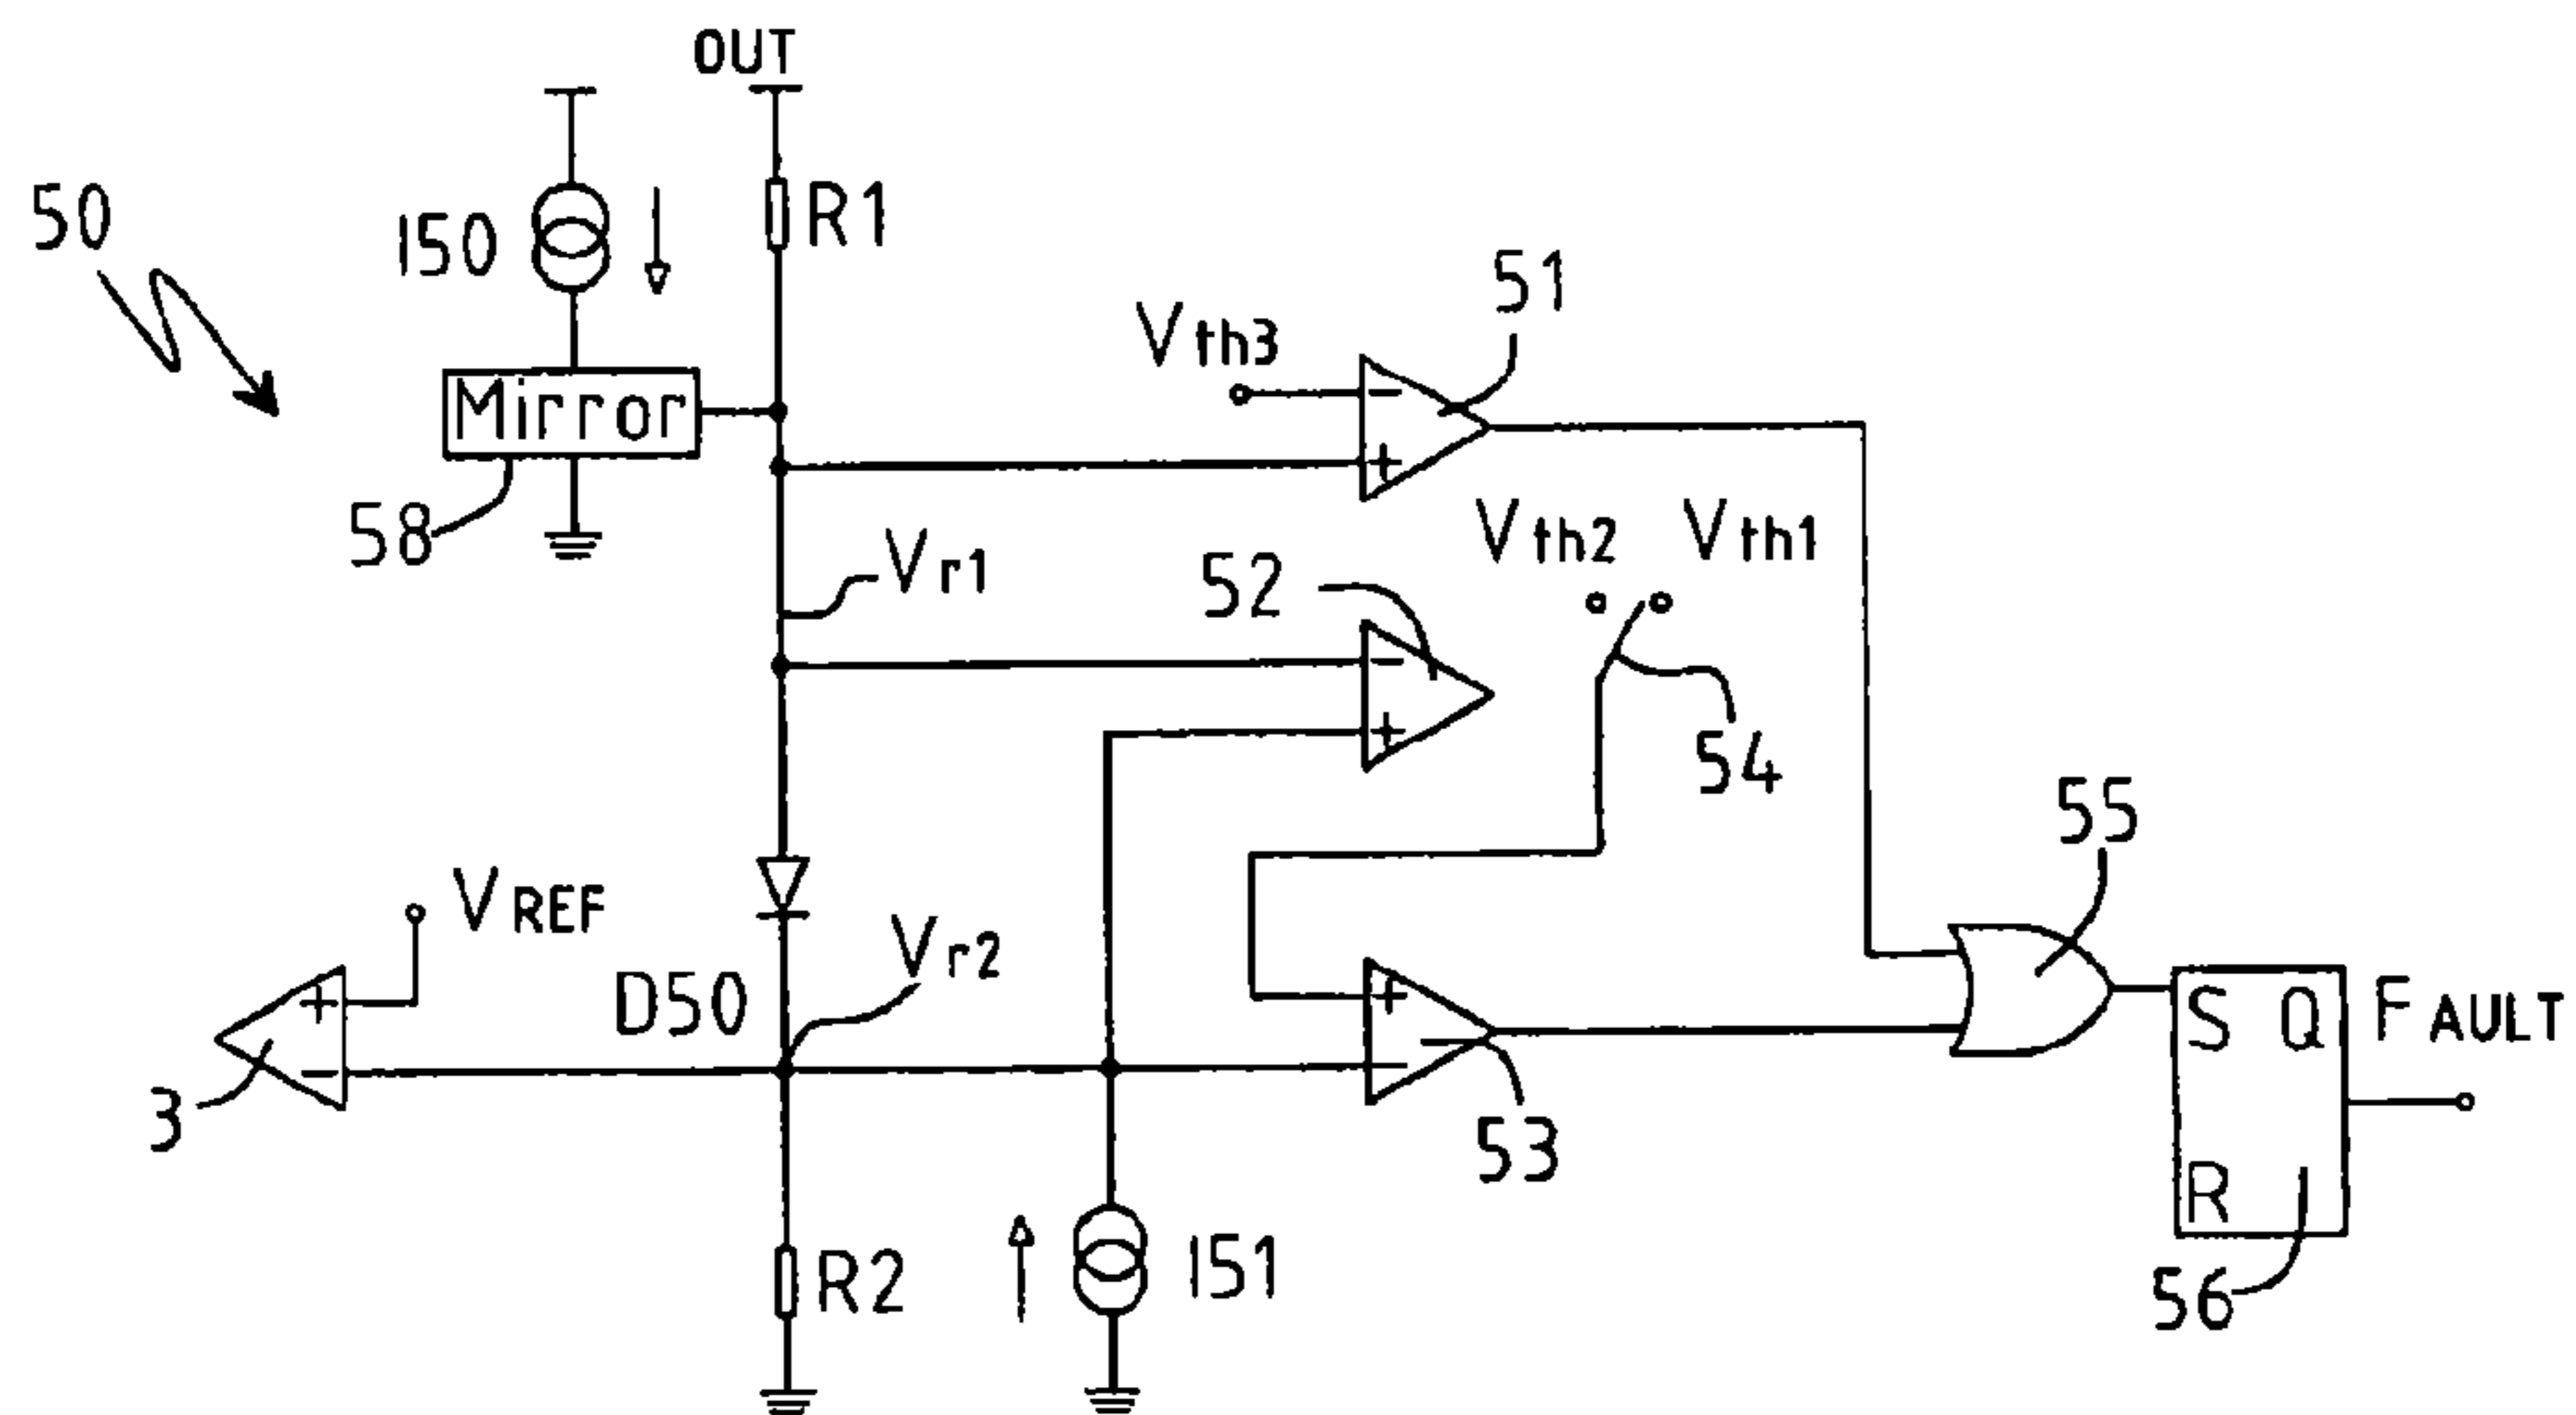 OUT
50
I50
R1
51
Vth3
Mirror
58
Vth2
Vth1
Vr1
52
54
55
VREF
Vr2
D50
S Q
FAULT
3
53
R
R2
I51
56